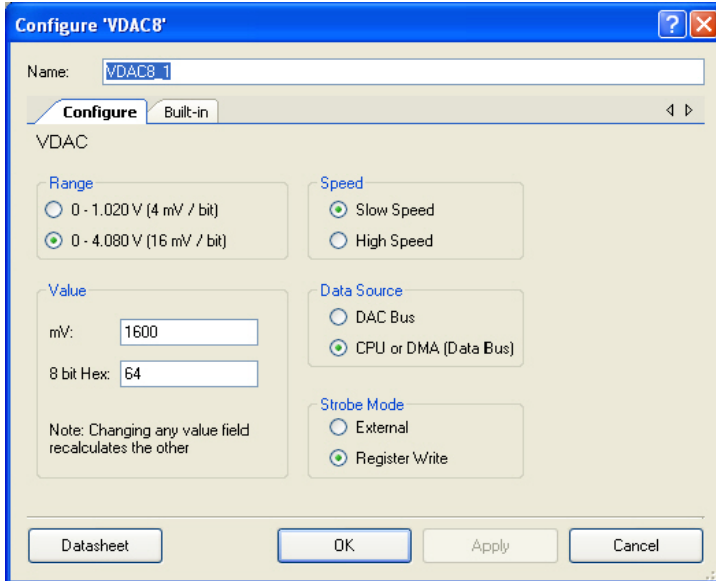 Configure 'VDAC8'
Name: VDAC8_1
Configure Built-in
VDAC
Range
0 - 1.020 V (4 mV / bit)
0 - 4.080 V (16 mV / bit)
Speed
Slow Speed
High Speed
Value
mV: 1600
8 bit Hex: 64
Note: Changing any value field
recalculates the other
Data Source
DAC Bus
CPU or DMA (Data Bus)
Strobe Mode
External
Register Write
Datasheet OK Apply Cancel